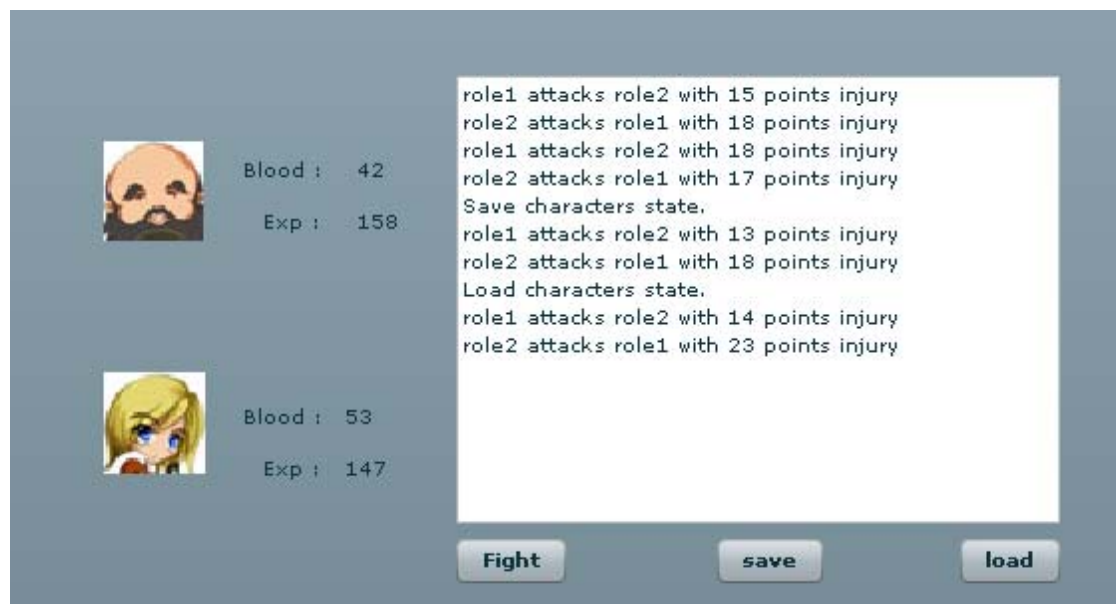 Blood : 42
Exp : 158
Blood : 53
Exp : 147
role1 attacks role2 with 15 points injury
role2 attacks role1 with 18 points injury
role1 attacks role2 with 18 points injury
role2 attacks role1 with 17 points injury
Save characters state.
role1 attacks role2 with 13 points injury
role2 attacks role1 with 18 points injury
Load characters state.
role1 attacks role2 with 14 points injury
role2 attacks role1 with 23 points injury
Fight
save
load